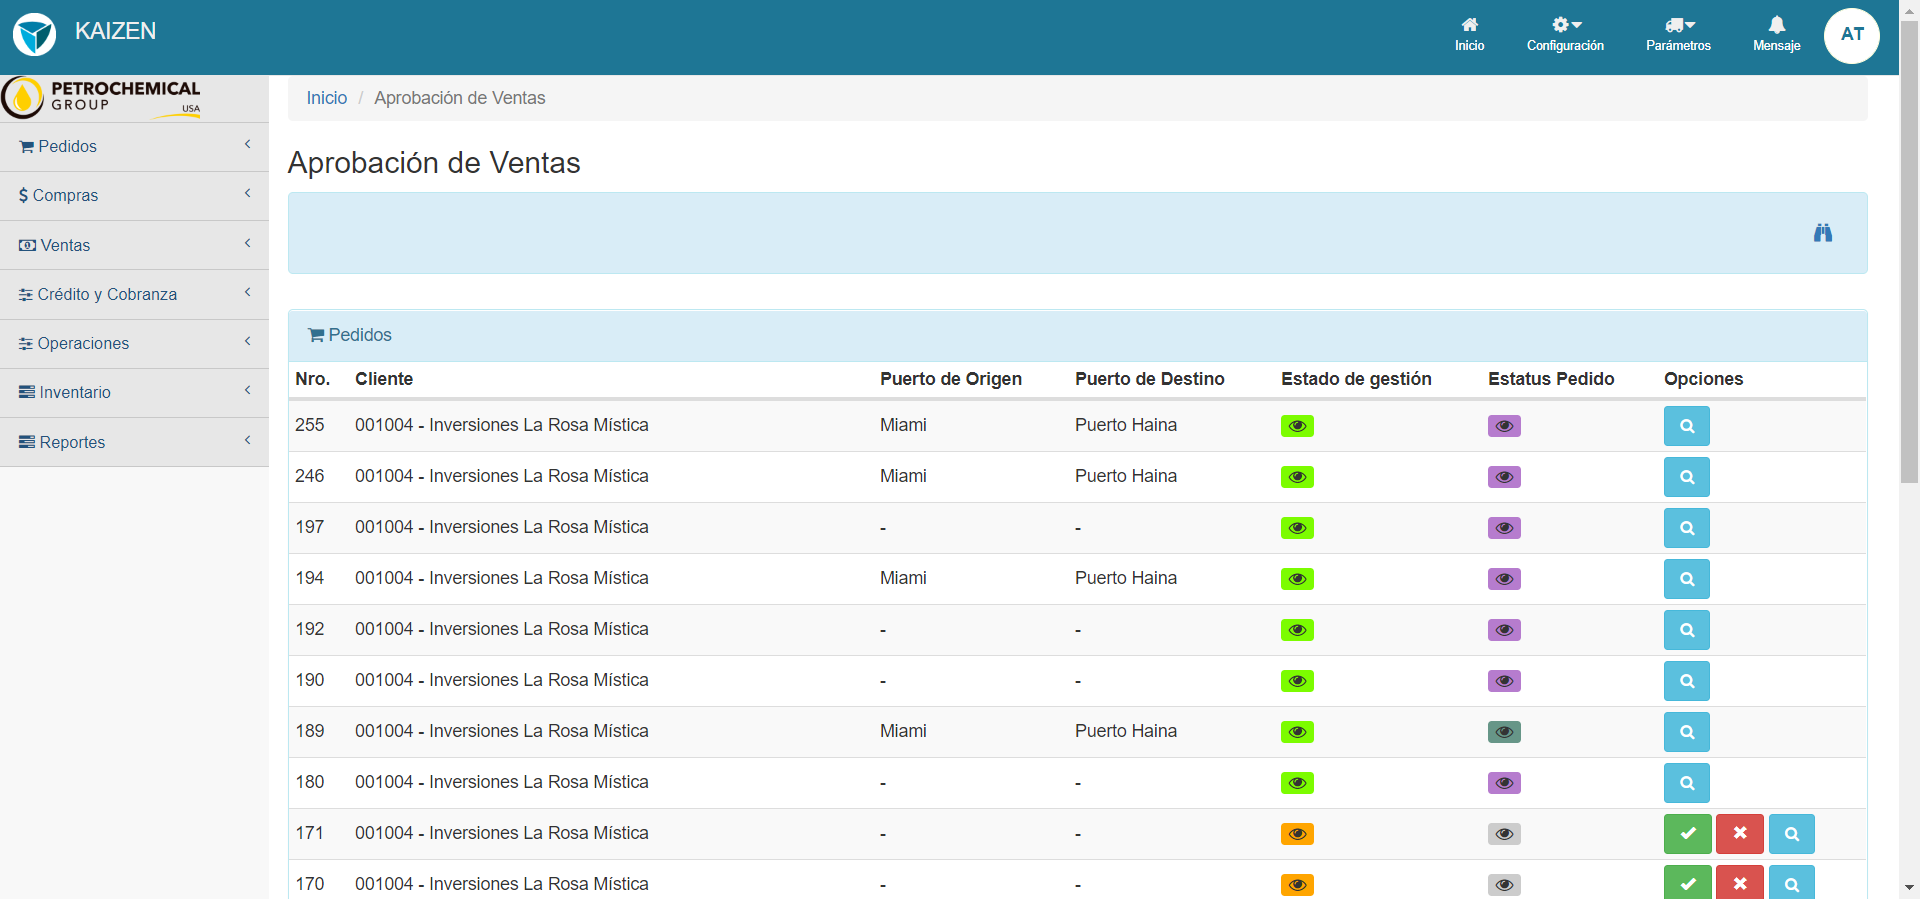 KAIZEN
Inicio
Configuración
Parámetros
Mensaje
AT
PETROCHEMICAL
GROUP
USA
Inicio / Aprobación de Ventas
Pedidos
Compras
Ventas
Crédito y Cobranza
Operaciones
Inventario
Reportes
Aprobación de Ventas
Pedidos
Nro. Cliente Puerto de Origen Puerto de Destino Estado de gestión Estatus Pedido Opciones
255 001004 - Inversiones La Rosa Mística Miami Puerto Haina
246 001004 - Inversiones La Rosa Mística Miami Puerto Haina
197 001004 - Inversiones La Rosa Mística - -
194 001004 - Inversiones La Rosa Mística Miami Puerto Haina
192 001004 - Inversiones La Rosa Mística - -
190 001004 - Inversiones La Rosa Mística - -
189 001004 - Inversiones La Rosa Mística Miami Puerto Haina
180 001004 - Inversiones La Rosa Mística - -
171 001004 - Inversiones La Rosa Mística - -
170 001004 - Inversiones La Rosa Mística - -